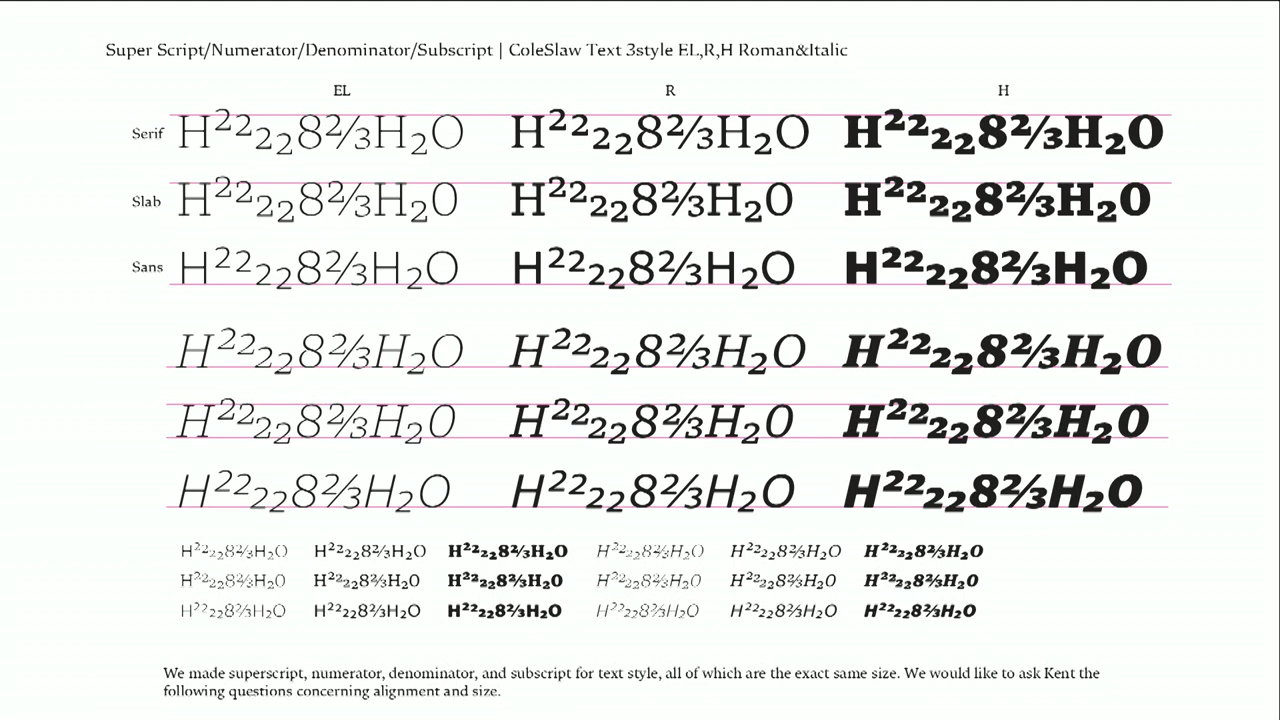 Super Script/Numerator/Denominator/Subscript | ColeSlaw Text 3style EL,R,H Roman&Italic
EL R H
Serif H²²₂₂8⅔H₂O H²²₂₂8⅔H₂O H²²₂₂8⅔H₂O
Slab H²²₂₂8⅔H₂O H²²₂₂8⅔H₂O H²²₂₂8⅔H₂O
Sans H²²₂₂8⅔H₂O H²²₂₂8⅔H₂O H²²₂₂8⅔H₂O
H²²₂₂8⅔H₂O H²²₂₂8⅔H₂O H²²₂₂8⅔H₂O
H²²₂₂8⅔H₂O H²²₂₂8⅔H₂O H²²₂₂8⅔H₂O
H²²₂₂8⅔H₂O H²²₂₂8⅔H₂O H²²₂₂8⅔H₂O
H²²₂₂8⅔H₂O H²²₂₂8⅔H₂O H²²₂₂8⅔H₂O H²²₂₂8⅔H₂O H²²₂₂8⅔H₂O H²²₂₂8⅔H₂O
H²²₂₂8⅔H₂O H²²₂₂8⅔H₂O H²²₂₂8⅔H₂O H²²₂₂8⅔H₂O H²²₂₂8⅔H₂O H²²₂₂8⅔H₂O
H²²₂₂8⅔H₂O H²²₂₂8⅔H₂O H²²₂₂8⅔H₂O H²²₂₂8⅔H₂O H²²₂₂8⅔H₂O H²²₂₂8⅔H₂O
We made superscript, numerator, denominator, and subscript for text style, all of which are the exact same size. We would like to ask Kent the
following questions concerning alignment and size.